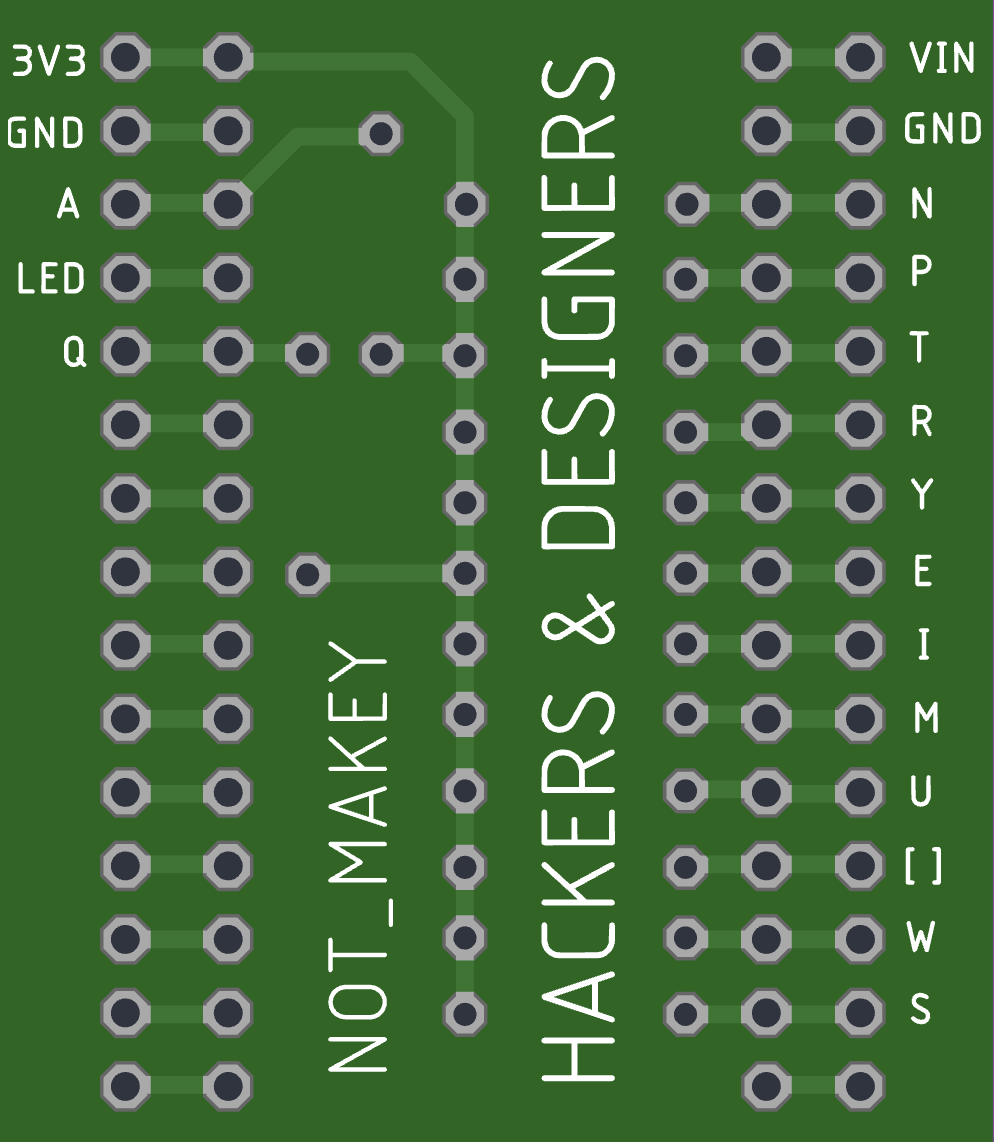 3V3
GND
A
LED
Q
NOT_MAKEY
HACKERS & DESIGNERS
VIN
GND
N
P
T
R
Y
E
I
M
U
[ ]
W
S